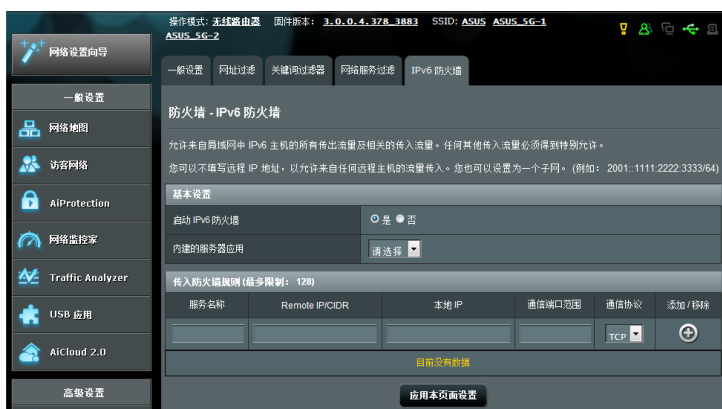 操作模式: 无线路由器 固件版本: 3.0.0.4.378_3883 SSID: ASUS ASUS_5G-1
ASUS_5G-2
网络设置向导
一般设置
网络地图
访客网络
AiProtection
网络监控家
Traffic Analyzer
USB 应用
AiCloud 2.0
高级设置
一般设置 网址过滤 关键词过滤器 网络服务过滤 IPv6 防火墙
防火墙 - IPv6 防火墙
允许来自局域网中 IPv6 主机的所有传出流量及相关的传入流量。任何其他传入流量必须得到特别允许。
您可以不填写远程 IP 地址，以允许来自任何远程主机的流量传入。您也可以设置为一个子网。 (例如: 2001::1111:2222:3333/64)
基本设置
启动 IPv6 防火墙 是 否
内建的服务器应用 请选择
传入防火墙规则 (最多限制: 128)
服务名称 Remote IP/CIDR 本地 IP 通信端口范围 通信协议 添加 / 移除
TCP
目前没有数据
应用本页面设置